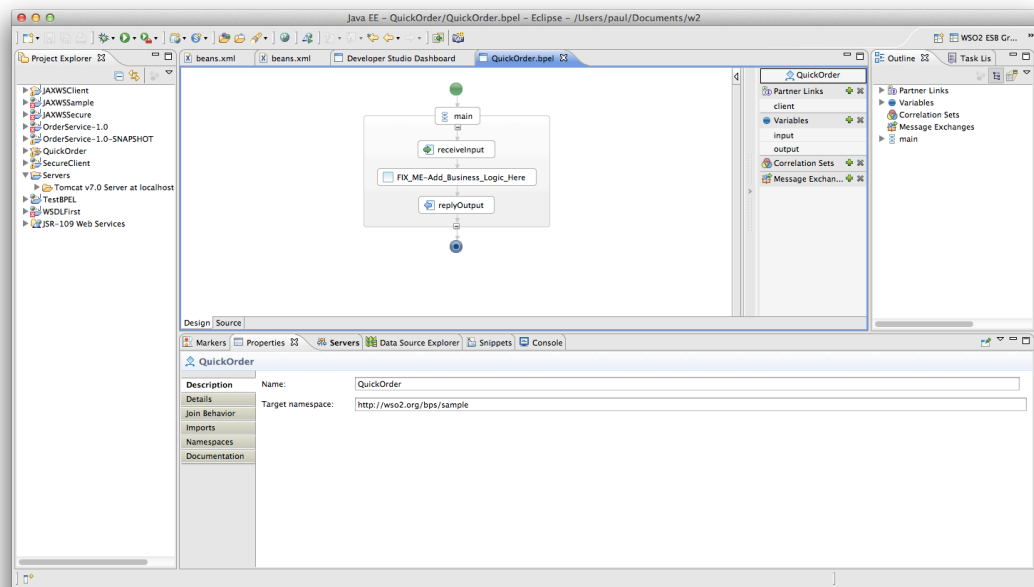 Java EE - QuickOrder/QuickOrder.bpel - Eclipse - /Users/paul/Documents/w2
WSO2 ESB Gr...
Project Explorer
beans.xml
beans.xml
Developer Studio Dashboard
QuickOrder.bpel
Outline
Task Lis
JAXWSClient
JAXWSSample
JAXWSSecure
OrderService-1.0
OrderService-1.0-SNAPSHOT
QuickOrder
SecureClient
Servers
Tomcat v7.0 Server at localhost
TestBPEL
WSDLFirst
JSR-109 Web Services
main
receiveInput
FIX_ME-Add_Business_Logic_Here
replyOutput
Design
Source
QuickOrder
Partner Links
client
Variables
input
output
Correlation Sets
Message Exchan...
Partner Links
Variables
Correlation Sets
Message Exchanges
main
Markers
Properties
Servers
Data Source Explorer
Snippets
Console
QuickOrder
Description
Details
Join Behavior
Imports
Namespaces
Documentation
Name:
QuickOrder
Target namespace:
http://wso2.org/bps/sample